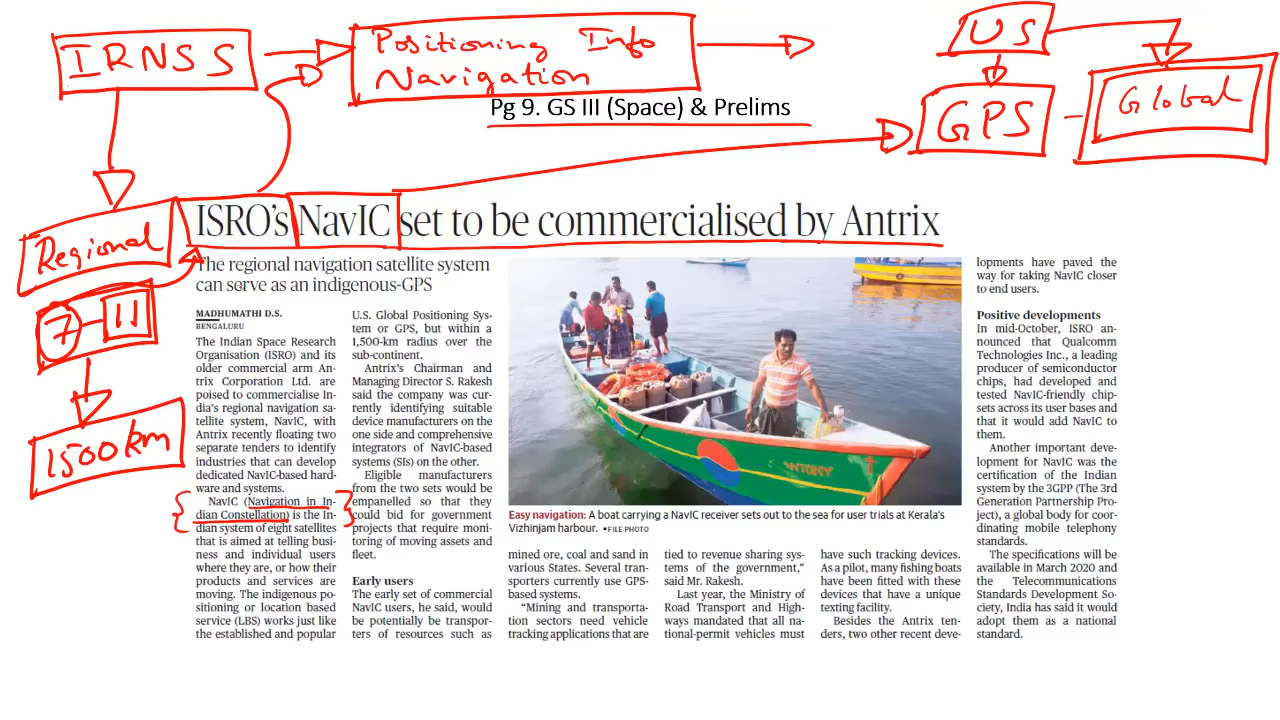 IRNSS
Positioning Info
Navigation
US
GPS
Global
Pg 9. GS III (Space) & Prelims
Regional
7 - 11
1500km
ISRO's NavIC set to be commercialised by Antrix
The regional navigation satellite system
can serve as an indigenous-GPS
MADHUMATHI D.S.
BENGALURU
The Indian Space Research
Organisation (ISRO) and its
older commercial arm An-
trix Corporation Ltd. are
poised to commercialise In-
dia's regional navigation sa-
tellite system, NavIC, with
Antrix recently floating two
separate tenders to identify
industries that can develop
dedicated NavIC-based hard-
ware and systems.
NavIC (Navigation in In-
dian Constellation) is the In-
dian system of eight satellites
that is aimed at telling busi-
ness and individual users
where they are, or how their
products and services are
moving. The indigenous po-
sitioning or location based
service (LBS) works just like
the established and popular
U.S. Global Positioning Sys-
tem or GPS, but within a
1,500-km radius over the
sub-continent.
Antrix's Chairman and
Managing Director S. Rakesh
said the company was cur-
rently identifying suitable
device manufacturers on the
one side and comprehensive
integrators of NavIC-based
systems (SIs) on the other.
Eligible manufacturers
from the two sets would be
empanelled so that they
could bid for government
projects that require moni-
toring of moving assets and
fleet.
Early users
The early set of commercial
NavIC users, he said, would
be potentially be transpor-
ters of resources such as
ANTONY
Easy navigation: A boat carrying a NavIC receiver sets out to the sea for user trials at Kerala's
Vizhinjam harbour. •FILE PHOTO
mined ore, coal and sand in
various States. Several tran-
sporters currently use GPS-
based systems.
"Mining and transporta-
tion sectors need vehicle
tracking applications that are
tied to revenue sharing sys-
tems of the government,"
said Mr. Rakesh.
Last year, the Ministry of
Road Transport and High-
ways mandated that all na-
tional-permit vehicles must
have such tracking devices.
As a pilot, many fishing boats
have been fitted with these
devices that have a unique
texting facility.
Besides the Antrix ten-
ders, two other recent deve-
lopments have paved the
way for taking NavIC closer
to end users.
Positive developments
In mid-October, ISRO an-
nounced that Qualcomm
Technologies Inc., a leading
producer of semiconductor
chips, had developed and
tested NavIC-friendly chip-
sets across its user bases and
that it would add NavIC to
them.
Another important deve-
lopment for NavIC was the
certification of the Indian
system by the 3GPP (The 3rd
Generation Partnership Pro-
ject), a global body for coor-
dinating mobile telephony
standards.
The specifications will be
available in March 2020 and
the Telecommunications
Standards Development So-
ciety, India has said it would
adopt them as a national
standard.